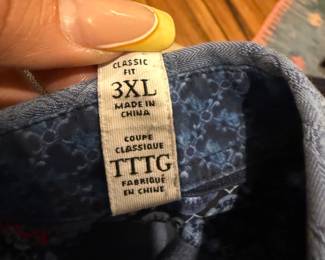 CLASSIC
FIT
3XL
MADE IN
CHINA
COUPE
CLASSIQUE
TTTG
FABRIQUÉ
EN CHINE